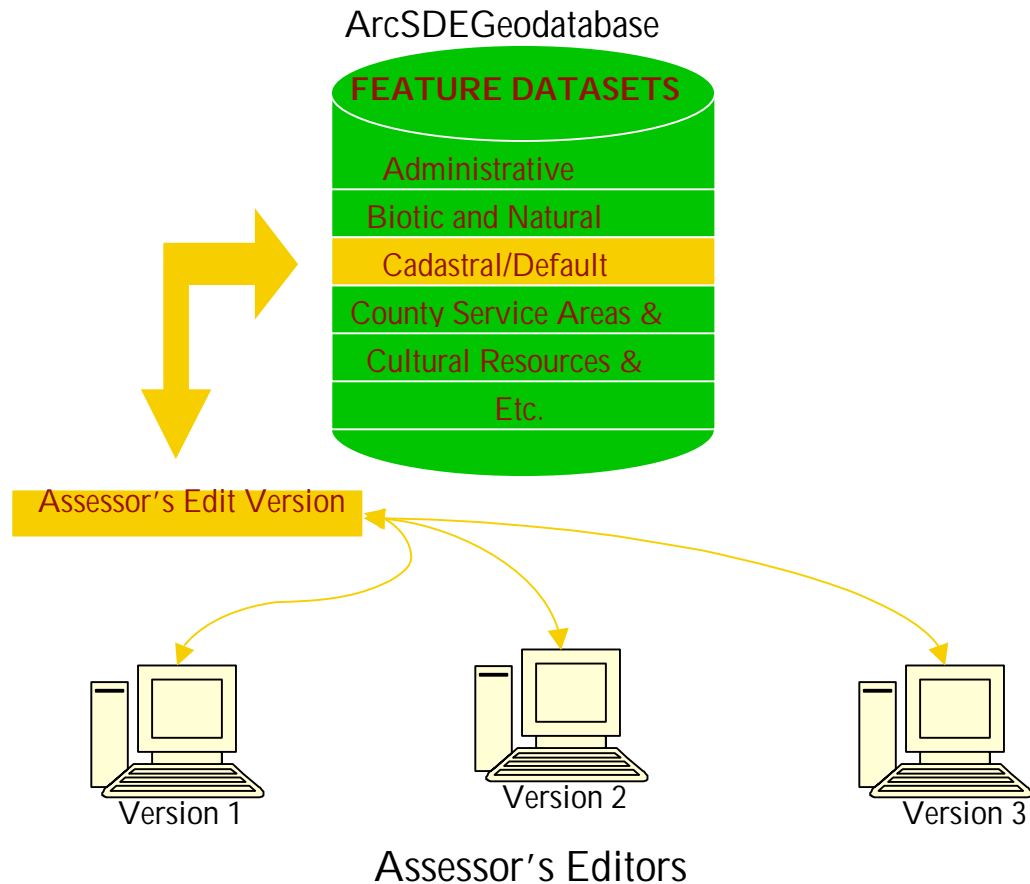 ArcSDEGeodatabase
FEATURE DATASETS
Administrative
Biotic and Natural
Cadastral/Default
County Service Areas &
Cultural Resources &
Etc.
Assessor's Edit Version
Version 1
Version 2
Version 3
Assessor's Editors